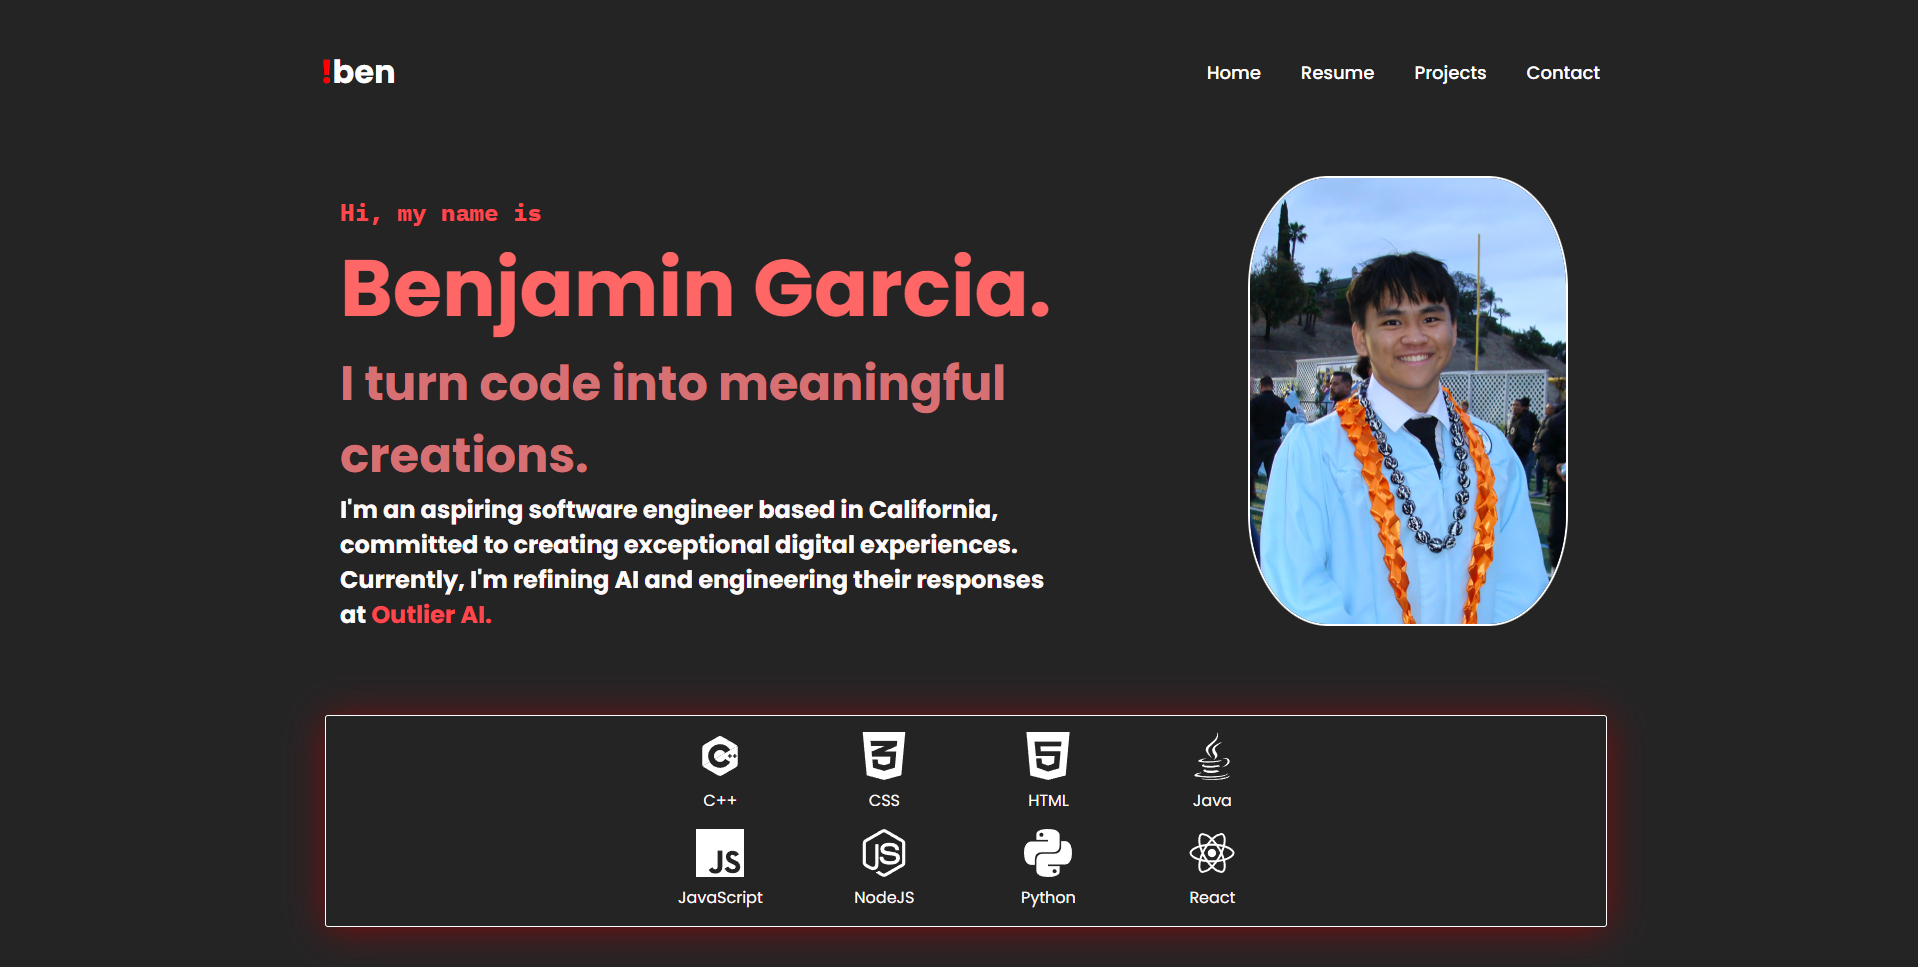 !ben
Home Resume Projects Contact
Hi, my name is
Benjamin Garcia.
I turn code into meaningful
creations.
I'm an aspiring software engineer based in California,
committed to creating exceptional digital experiences.
Currently, I'm refining AI and engineering their responses
at Outlier AI.
C++ CSS HTML Java
JS
JavaScript NodeJS Python React